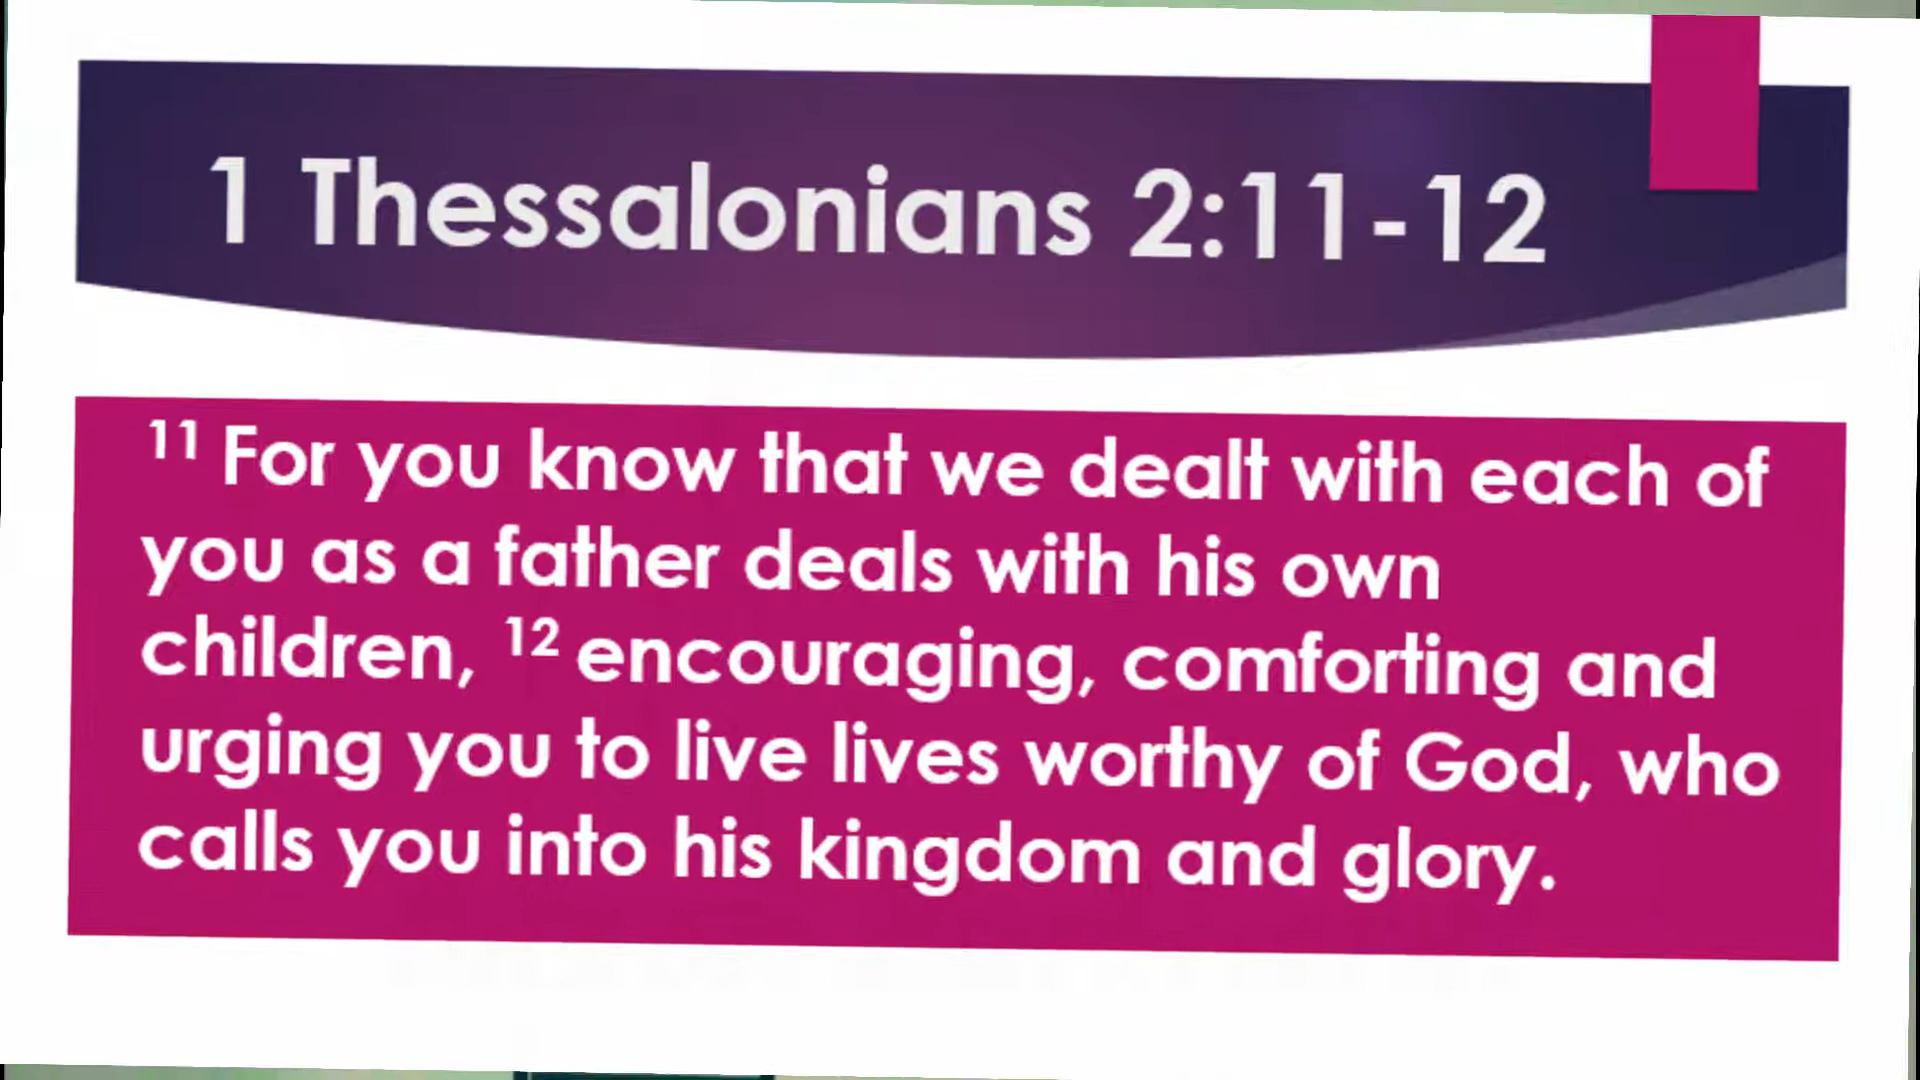 1 Thessalonians 2:11-12
11 For you know that we dealt with each of
you as a father deals with his own
children, 12 encouraging, comforting and
urging you to live lives worthy of God, who
calls you into his kingdom and glory.